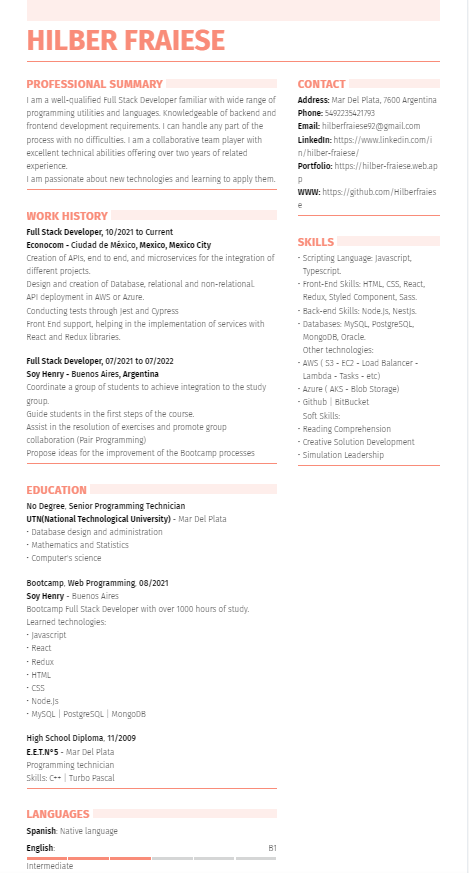 HILBER FRAIESE
PROFESSIONAL SUMMARY
I am a well-qualified Full Stack Developer familiar with wide range of
programming utilities and languages. Knowledgeable of backend and
frontend development requirements. I can handle any part of the
process with no difficulties. I am a collaborative team player with
excellent technical abilities offering over two years of related
experience.
I am passionate about new technologies and learning to apply them.
WORK HISTORY
Full Stack Developer, 10/2021 to Current
Econocom - Ciudad de México, Mexico, Mexico City
Creation of APIs, end to end, and microservices for the integration of
different projects.
Design and creation of Database, relational and non-relational.
API deployment in AWS or Azure.
Conducting tests through Jest and Cypress
Front End support, helping in the implementation of services with
React and Redux libraries.
Full Stack Developer, 07/2021 to 07/2022
Soy Henry - Buenos Aires, Argentina
Coordinate a group of students to achieve integration to the study
group.
Guide students in the first steps of the course.
Assist in the resolution of exercises and promote group
collaboration (Pair Programming)
Propose ideas for the improvement of the Bootcamp processes
EDUCATION
No Degree, Senior Programming Technician
UTN(National Technological University) - Mar Del Plata
• Database design and administration
• Mathematics and Statistics
• Computer's science
Bootcamp, Web Programming, 08/2021
Soy Henry - Buenos Aires
Bootcamp Full Stack Developer with over 1000 hours of study.
Learned technologies:
• Javascript
• React
• Redux
• HTML
• CSS
• Node.Js
• MySQL | PostgreSQL | MongoDB
High School Diploma, 11/2009
E.E.T.N°5 - Mar Del Plata
Programming technician
Skills: C++ | Turbo Pascal
LANGUAGES
Spanish: Native language
English: B1
Intermediate
CONTACT
Address: Mar Del Plata, 7600 Argentina
Phone: 5492235421793
Email: hilberfraiese92@gmail.com
LinkedIn: https://www.linkedin.com/i
n/hilber-fraiese/
Portfolio: https://hilber-fraiese.web.ap
p
WWW: https://github.com/Hilberfraies
e
SKILLS
• Scripting Language: Javascript,
Typescript.
• Front-End Skills: HTML, CSS, React,
Redux, Styled Component, Sass.
• Back-end Skills: Node.Js, NestJs.
• Databases: MySQL, PostgreSQL,
MongoDB, Oracle.
Other technologies:
• AWS ( S3 - EC2 - Load Balancer -
Lambda - Tasks - etc)
• Azure ( AKS - Blob Storage)
• Github | BitBucket
Soft Skills:
• Reading Comprehension
• Creative Solution Development
• Simulation Leadership